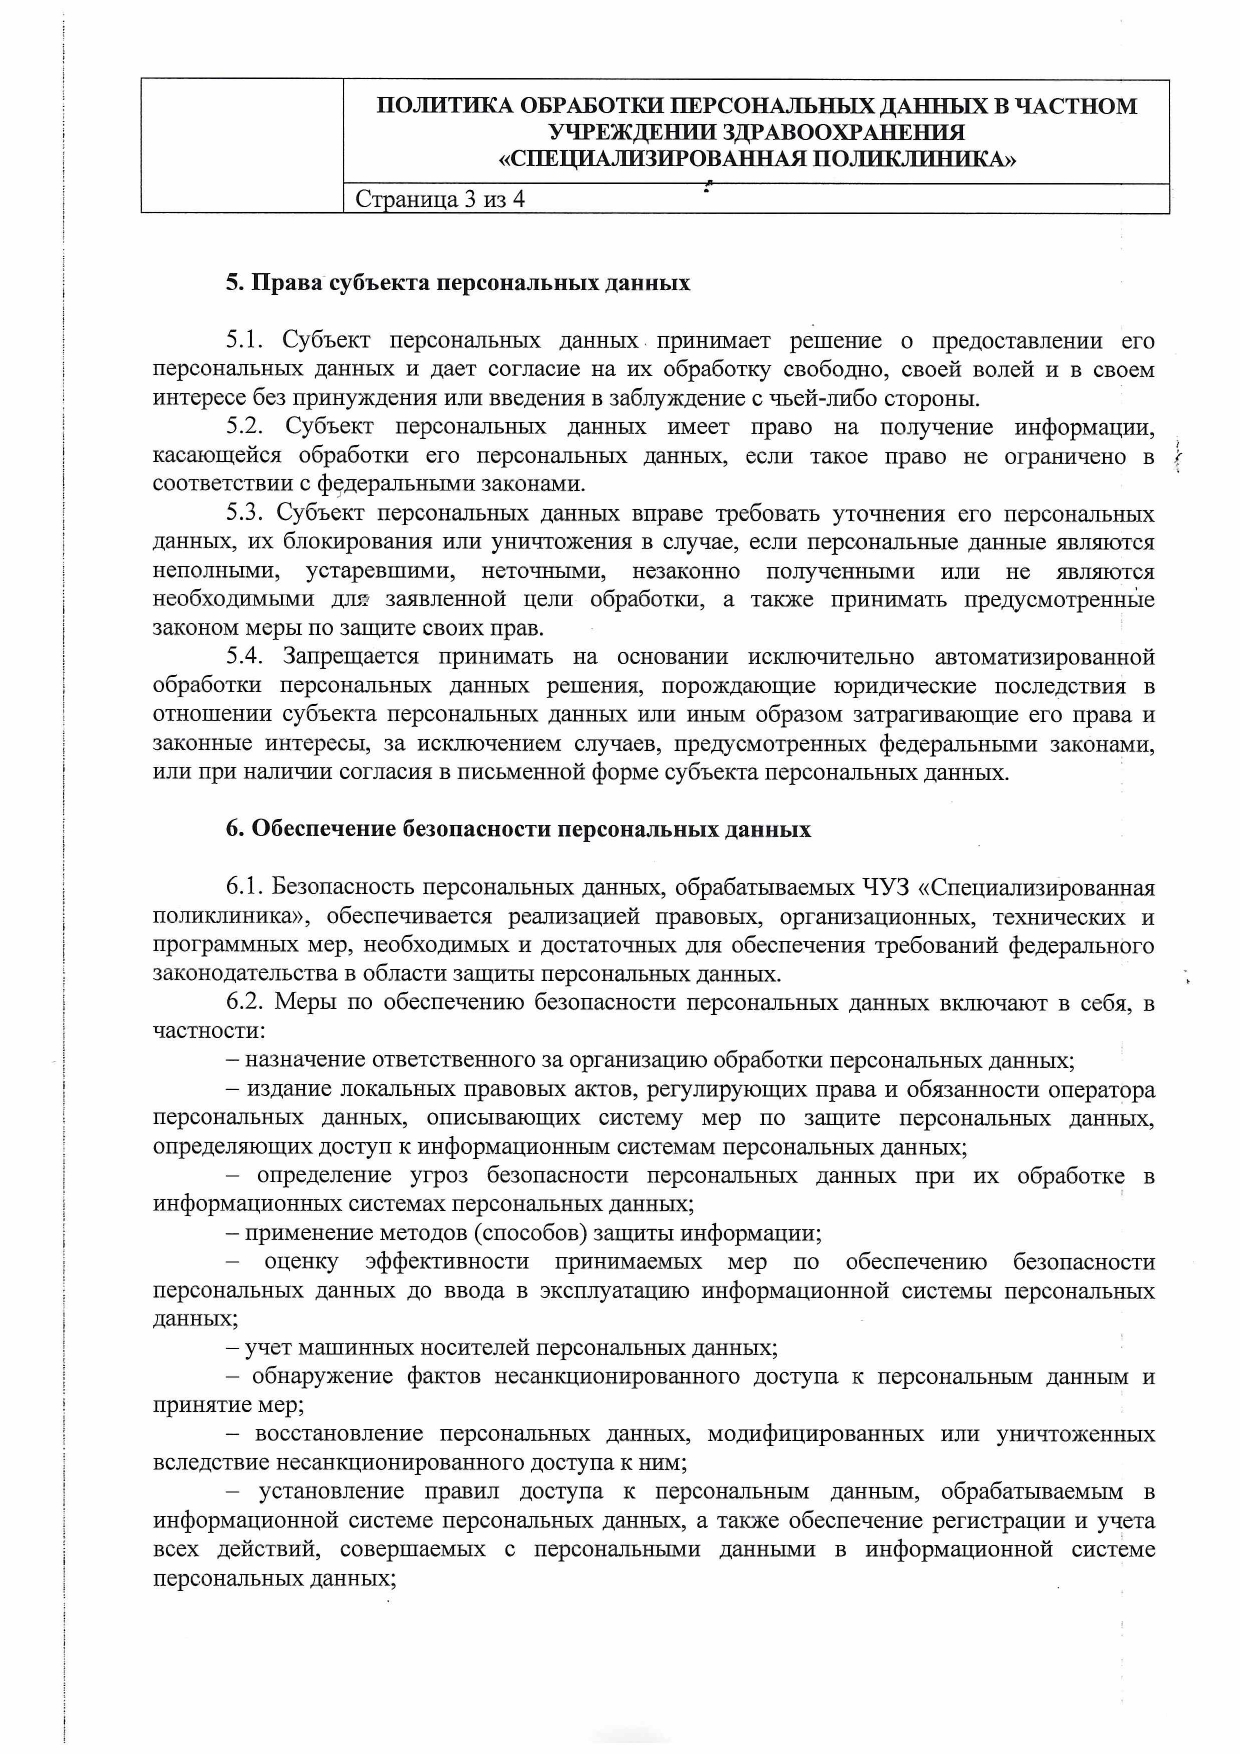 ПОЛИТИКА ОБРАБОТКИ ПЕРСОНАЛЬНЫХ ДАННЫХ В ЧАСТНОМ
УЧРЕЖДЕНИИ ЗДРАВООХРАНЕНИЯ
«СПЕЦИАЛИЗИРОВАННАЯ ПОЛИКЛИНИКА»
Страница 3 из 4
5. Права субъекта персональных данных
5.1. Субъект персональных данных принимает решение о предоставлении его
персональных данных и дает согласие на их обработку свободно, своей волей и в своем
интересе без принуждения или введения в заблуждение с чьей-либо стороны.
5.2. Субъект персональных данных имеет право на получение информации,
касающейся обработки его персональных данных, если такое право не ограничено в
соответствии с федеральными законами.
5.3. Субъект персональных данных вправе требовать уточнения его персональных
данных, их блокирования или уничтожения в случае, если персональные данные являются
неполными, устаревшими, неточными, незаконно полученными или не являются
необходимыми для заявленной цели обработки, а также принимать предусмотренные
законом меры по защите своих прав.
5.4. Запрещается принимать на основании исключительно автоматизированной
обработки персональных данных решения, порождающие юридические последствия в
отношении субъекта персональных данных или иным образом затрагивающие его права и
законные интересы, за исключением случаев, предусмотренных федеральными законами,
или при наличии согласия в письменной форме субъекта персональных данных.
6. Обеспечение безопасности персональных данных
6.1. Безопасность персональных данных, обрабатываемых ЧУЗ «Специализированная
поликлиника», обеспечивается реализацией правовых, организационных, технических и
программных мер, необходимых и достаточных для обеспечения требований федерального
законодательства в области защиты персональных данных.
6.2. Меры по обеспечению безопасности персональных данных включают в себя, в
частности:
– назначение ответственного за организацию обработки персональных данных;
– издание локальных правовых актов, регулирующих права и обязанности оператора
персональных данных, описывающих систему мер по защите персональных данных,
определяющих доступ к информационным системам персональных данных;
– определение угроз безопасности персональных данных при их обработке в
информационных системах персональных данных;
– применение методов (способов) защиты информации;
– оценку эффективности принимаемых мер по обеспечению безопасности
персональных данных до ввода в эксплуатацию информационной системы персональных
данных;
– учет машинных носителей персональных данных;
– обнаружение фактов несанкционированного доступа к персональным данным и
принятие мер;
– восстановление персональных данных, модифицированных или уничтоженных
вследствие несанкционированного доступа к ним;
– установление правил доступа к персональным данным, обрабатываемым в
информационной системе персональных данных, а также обеспечение регистрации и учета
всех действий, совершаемых с персональными данными в информационной системе
персональных данных;